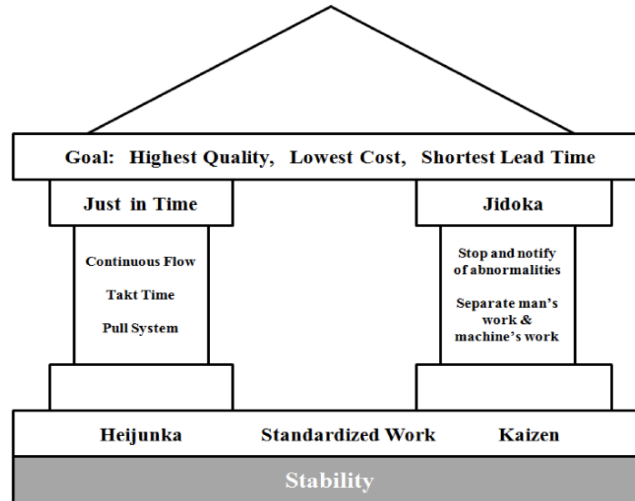 Goal: Highest Quality, Lowest Cost, Shortest Lead Time
Just in Time
Jidoka
Continuous Flow
Takt Time
Pull System
Stop and notify
of abnormalities
Separate man's
work &
machine's work
Heijunka Standardized Work Kaizen
Stability